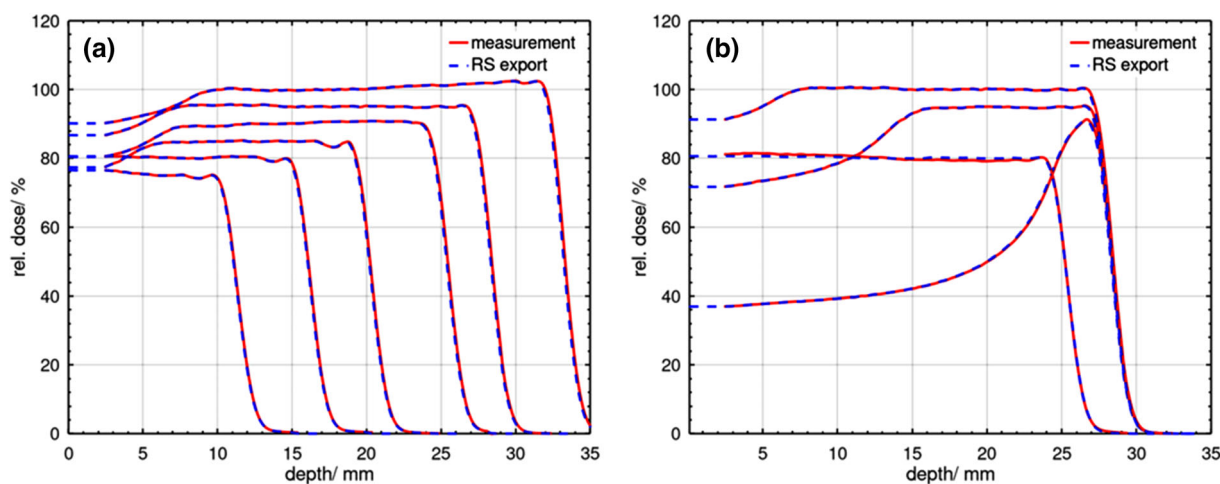 (a)
measurement
RS export
120
100
80
60
40
20
0
rel. dose/ %
0 5 10 15 20 25 30 35
depth/ mm
(b)
measurement
RS export
120
100
80
60
40
20
0
rel. dose/ %
5 10 15 20 25 30 35
depth/ mm